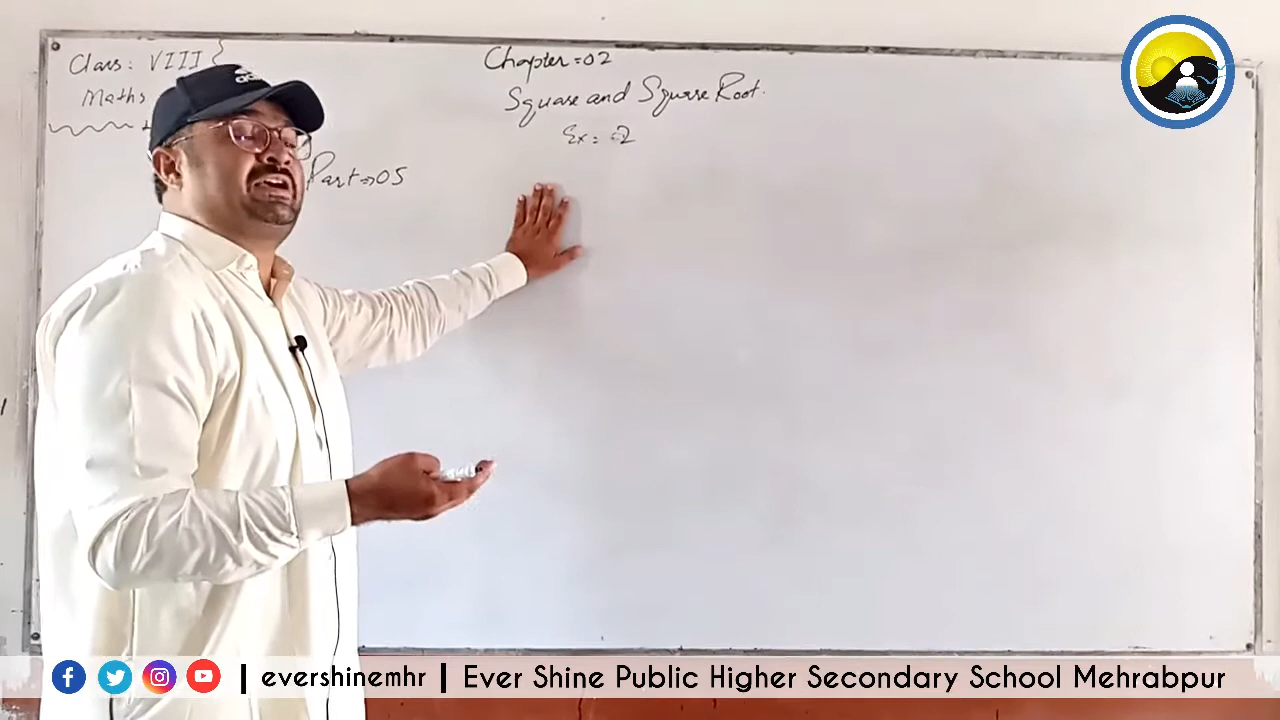 Class: VIII
Maths
Chapter = 02
Square and Square Root.
Ex = 02
Part => 05
| evershinemhr | Ever Shine Public Higher Secondary School Mehrabpur